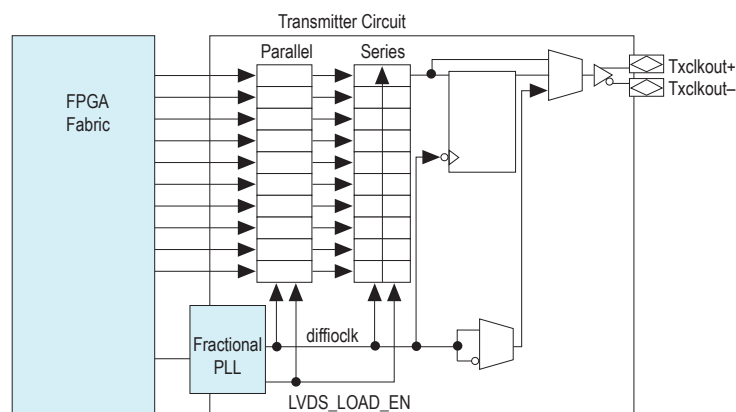 Transmitter Circuit
Parallel
Series
Txclkout+
Txclkout–
FPGA
Fabric
Fractional
PLL
diffioclk
LVDS_LOAD_EN